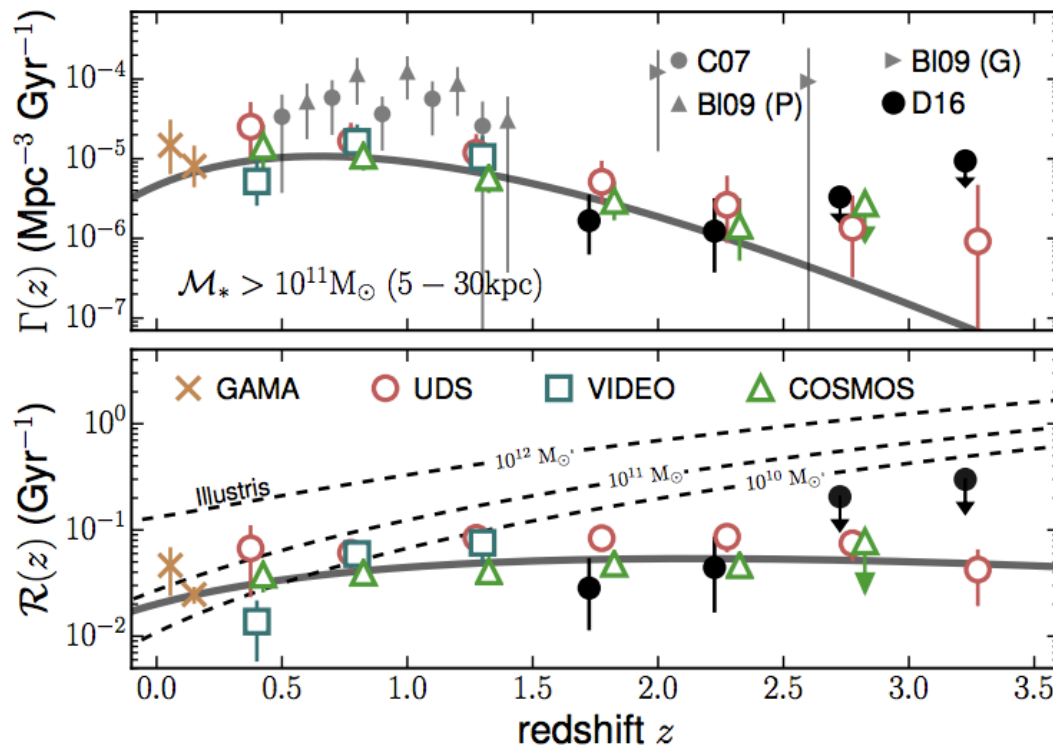 Γ(z) (Mpc⁻³ Gyr⁻¹)
10⁻⁴
10⁻⁵
10⁻⁶
10⁻⁷
C07
Bl09 (G)
Bl09 (P)
D16
ℳ* > 10¹¹M⊙ (5 − 30kpc)
ℛ(z) (Gyr⁻¹)
10⁰
10⁻¹
10⁻²
GAMA
UDS
VIDEO
COSMOS
Illustris
10¹² M⊙
10¹¹ M⊙
10¹⁰ M⊙
0.0 0.5 1.0 1.5 2.0 2.5 3.0 3.5
redshift z